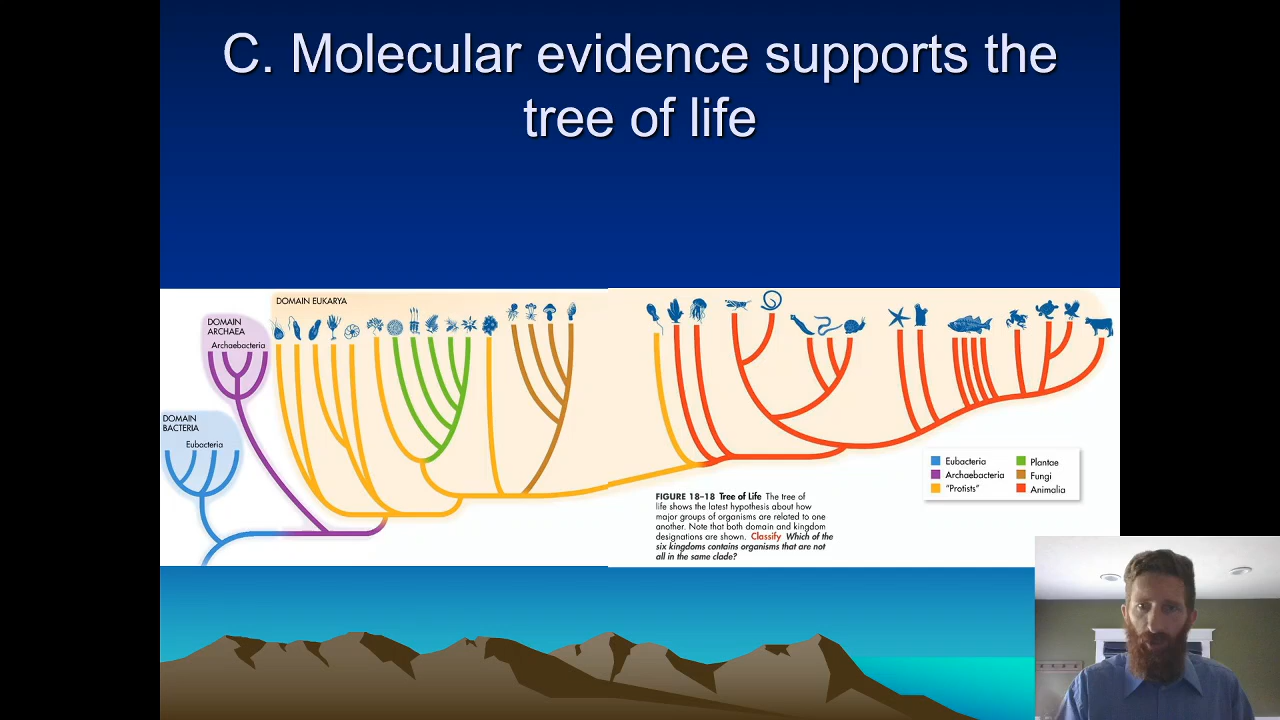 C. Molecular evidence supports the
tree of life
DOMAIN EUKARYA
DOMAIN
ARCHAEA
Archaebacteria
DOMAIN
BACTERIA
Eubacteria
Eubacteria
Archaebacteria
"Protists"
Plantae
Fungi
Animalia
FIGURE 18–18 Tree of Life The tree of
life shows the latest hypothesis about how
major groups of organisms are related to one
another. Note that both domain and kingdom
designations are shown. Classify Which of the
six kingdoms contains organisms that are not
all in the same clade?